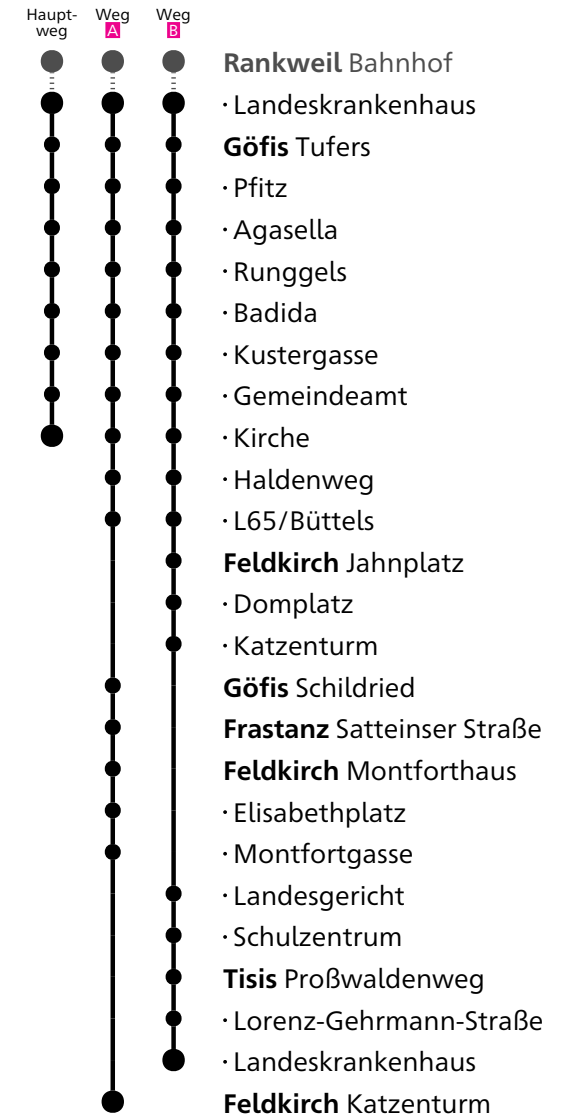 Haupt-
weg
Weg
A
Weg
B
Rankweil Bahnhof
· Landeskrankenhaus
Göfis Tufers
· Pfitz
· Agasella
· Runggels
· Badida
· Kustergasse
· Gemeindeamt
· Kirche
· Haldenweg
· L65/Büttels
Feldkirch Jahnplatz
· Domplatz
· Katzenturm
Göfis Schildried
Frastanz Satteinser Straße
Feldkirch Montforthaus
· Elisabethplatz
· Montfortgasse
· Landesgericht
· Schulzentrum
Tisis Proßwaldenweg
· Lorenz-Gehrmann-Straße
· Landeskrankenhaus
Feldkirch Katzenturm